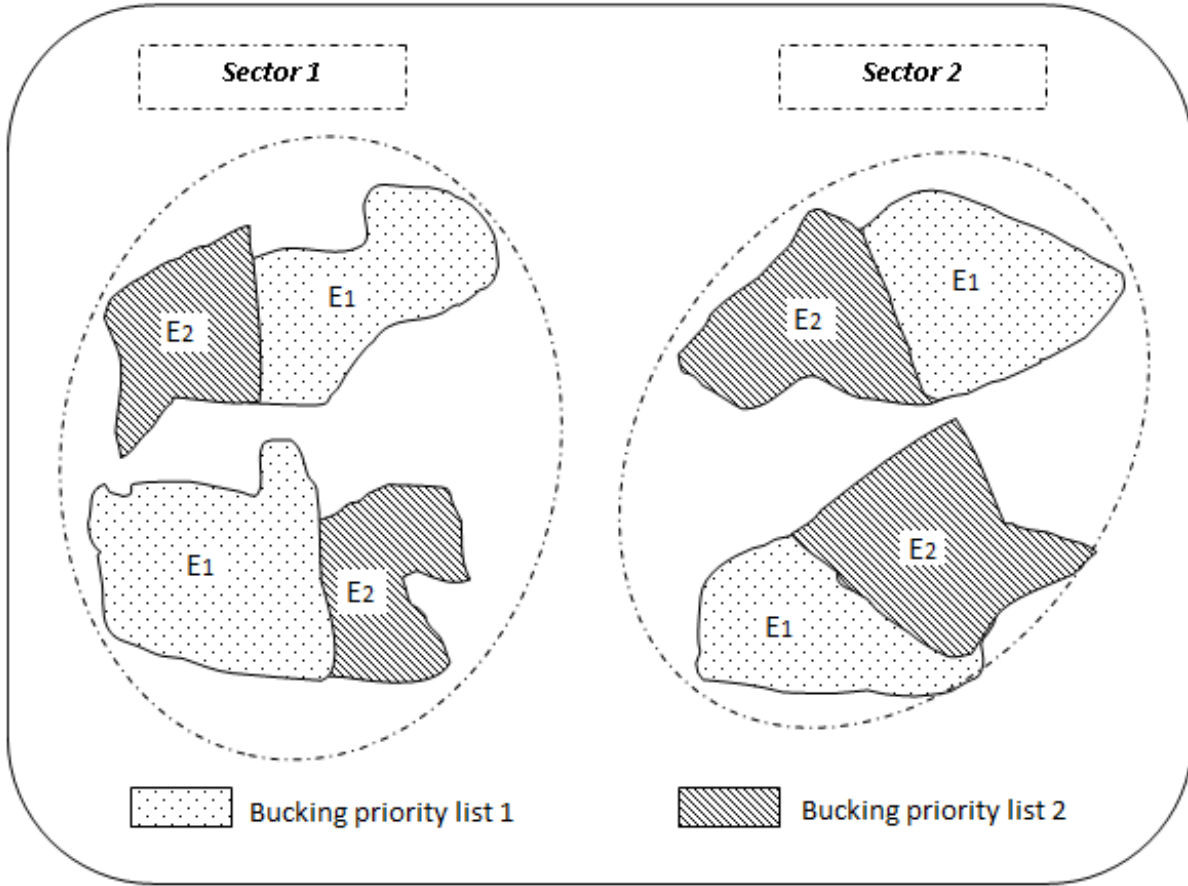 Sector 1
Sector 2
E1
E2
E1
E2
E1
E2
E2
E1
Bucking priority list 1
Bucking priority list 2